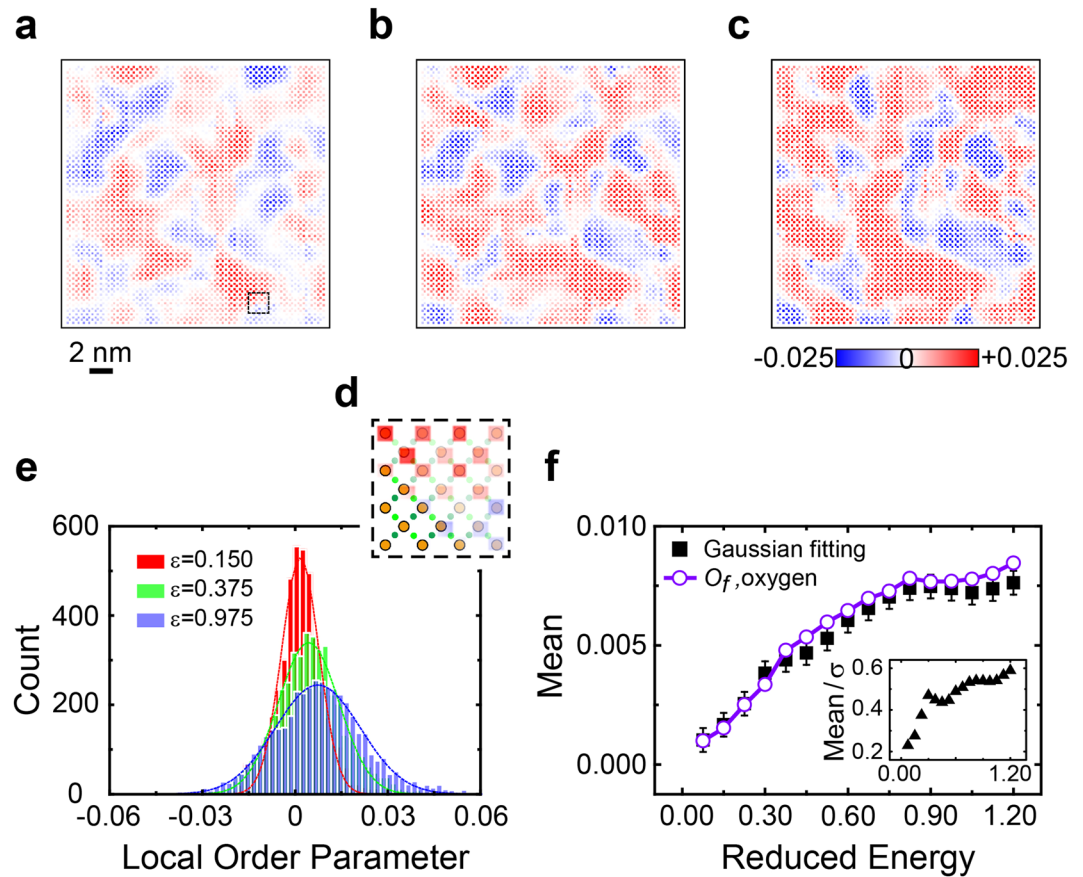 a
b
c
2 nm
-0.025
0
+0.025
d
e
600
400
200
0
Count
-0.06
-0.03
0
0.03
0.06
Local Order Parameter
ε=0.150
ε=0.375
ε=0.975
f
0.010
0.005
0.000
Mean
Gaussian fitting
Of,oxygen
0.00
0.30
0.60
0.90
1.20
Reduced Energy
0.6
0.4
0.2
Mean/σ
0.00
1.20